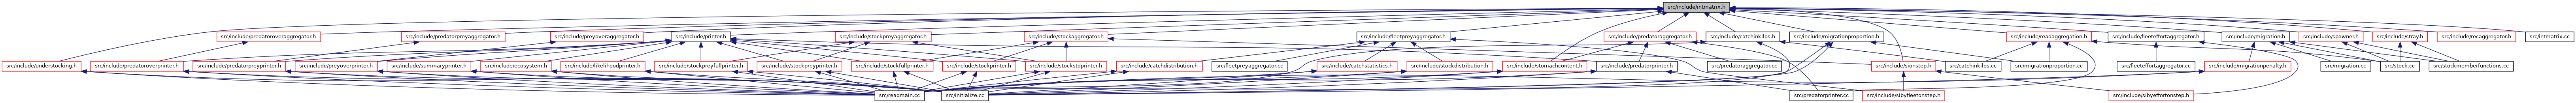 src/include/intmatrix.h
src/include/predatoroveraggregator.h
src/include/predatorpreyaggregator.h
src/include/preyoveraggregator.h
src/include/printer.h
src/include/stockpreyaggregator.h
src/include/stockaggregator.h
src/include/fleetpreyaggregator.h
src/include/predatoraggregator.h
src/include/catchinkilos.h
src/include/migrationproportion.h
src/include/readaggregator.h
src/include/fleeteffortaggregator.h
src/include/migration.h
src/include/spawner.h
src/include/stray.h
src/include/recaggregator.h
src/intmatrix.cc
src/include/understocking.h
src/include/predatoroverprinter.h
src/include/predatorpreyprinter.h
src/include/preyoverprinter.h
src/include/summaryprinter.h
src/include/ecosystem.h
src/include/likelihoodprinter.h
src/include/stockpreyfullprinter.h
src/include/stockpreyprinter.h
src/include/stockfullprinter.h
src/include/stockprinter.h
src/include/stockstdprinter.h
src/include/catchdistribution.h
src/fleetpreyaggregator.cc
src/include/catchstatistics.h
src/include/stockdistribution.h
src/include/stomachcontent.h
src/include/predatorprinter.h
src/predatoraggregator.cc
src/include/sionstep.h
src/catchinkilos.cc
src/migrationproportion.cc
src/fleeteffortaggregator.cc
src/include/migrationpenalty.h
src/migration.cc
src/stock.cc
src/stockmemberfunctions.cc
src/readmain.cc
src/initialize.cc
src/predatorprinter.cc
src/include/sibyfleetonstep.h
src/include/sibyeffortonstep.h